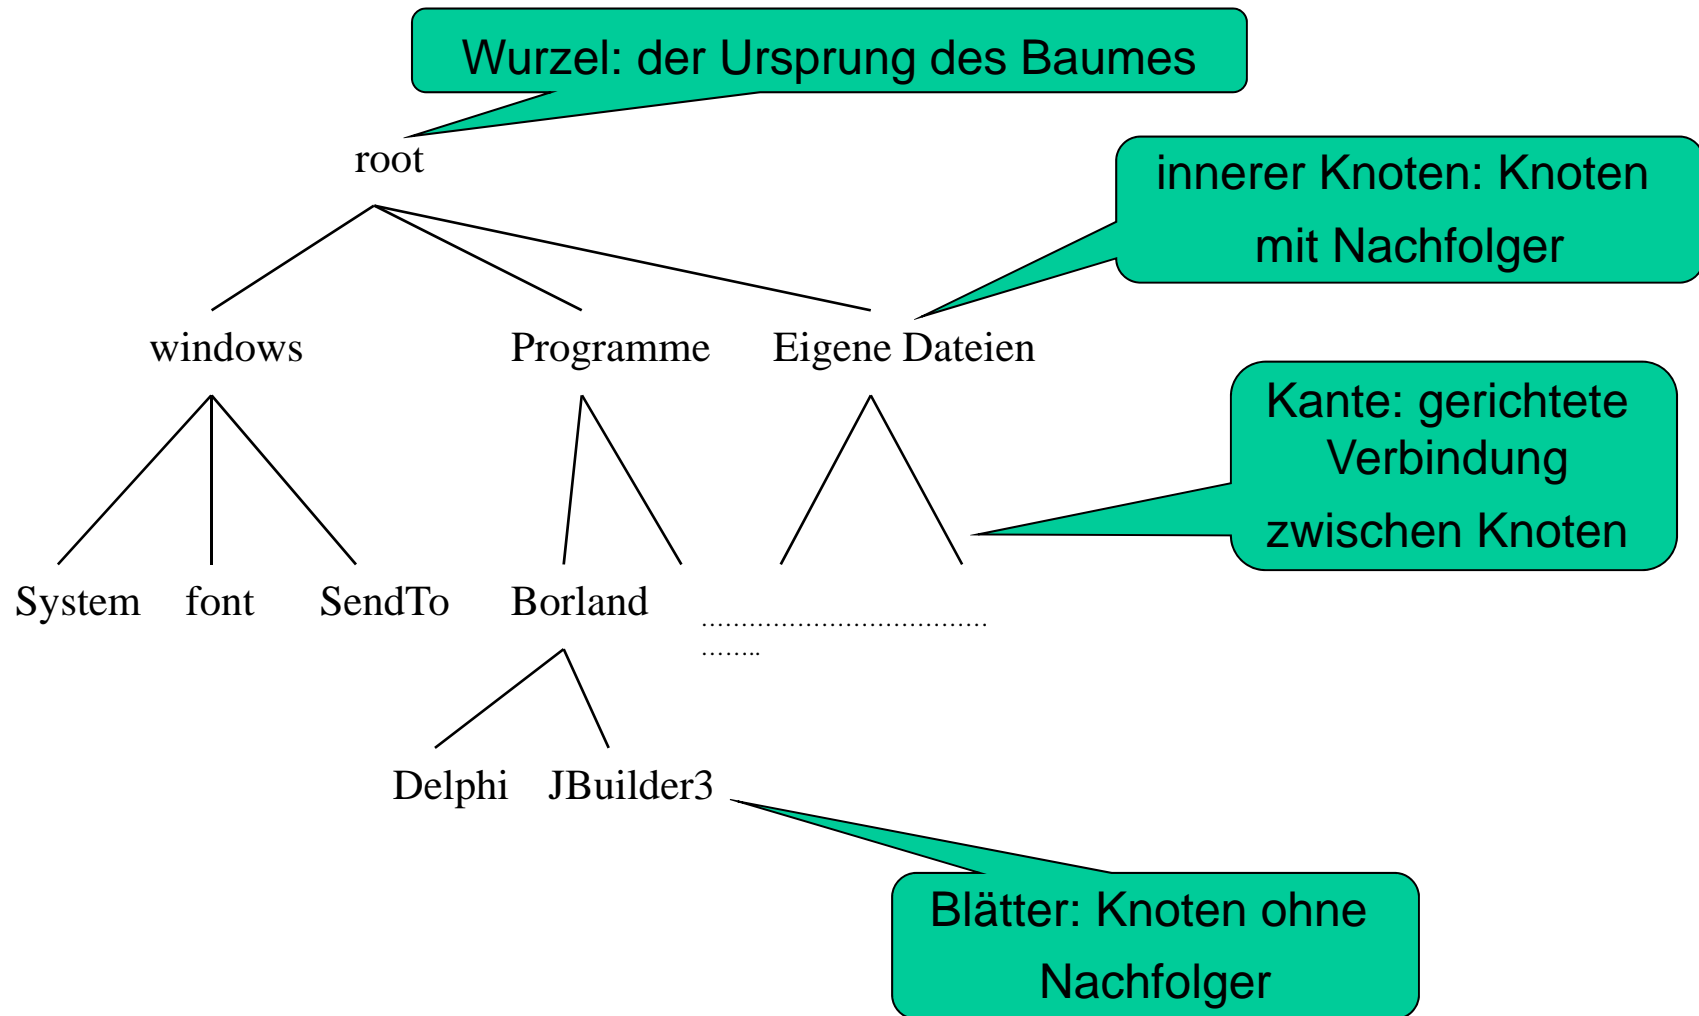 Wurzel: der Ursprung des Baumes
root
innerer Knoten: Knoten
mit Nachfolger
windows
Programme
Eigene Dateien
Kante: gerichtete
Verbindung
zwischen Knoten
System
font
SendTo
Borland
………………………………
……..
Delphi
JBuilder3
Blätter: Knoten ohne
Nachfolger